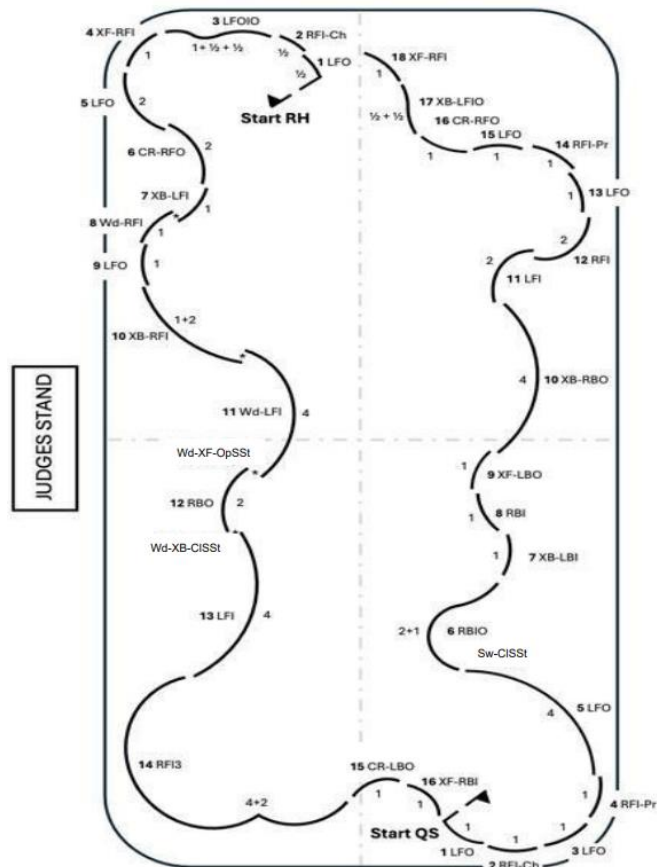 3 LFOIO
4 XF-RFI
2 RFI-Ch
1 1+ ½ + ½ ½ 1 LFO
½
Start RH
5 LFO 2
6 CR-RFO 2
7 XB-LFI
1
8 Wd-RFI
1
9 LFO 1
1+2
10 XB-RFI
11 Wd-LFI 4
Wd-XF-OpSSt
12 RBO 2
Wd-XB-ClSSt
13 LFI 4
14 RFI3
4+2
15 CR-LBO
1
16 XF-RBI
1
JUDGES STAND
18 XF-RFI
1
17 XB-LFIO
½ + ½
16 CR-RFO
1
15 LFO
1
14 RFI-Pr
1
13 LFO
1
12 RFI
2
11 LFI
2
10 XB-RBO
4
9 XF-LBO
1
8 RBI
1
7 XB-LBI
1
6 RBIO
2+1
Sw-ClSSt
5 LFO
4
4 RFI-Pr
1
3 LFO
1
2 RFI-Ch
1
1 LFO
1
Start QS